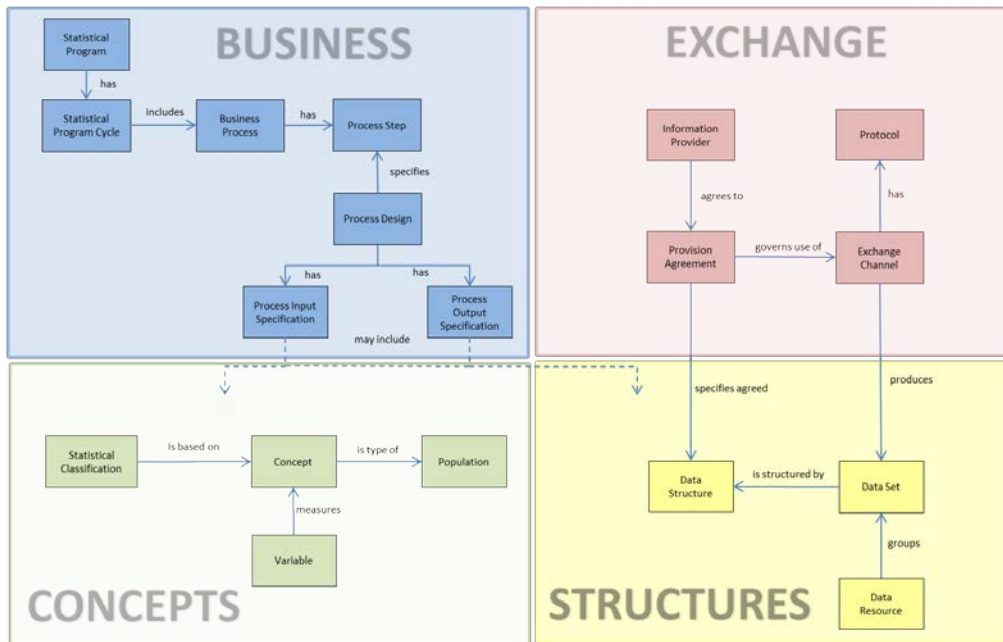 BUSINESS
Statistical
Program
has
Statistical
Program Cycle
includes
Business
Process
has
Process Step
specifies
Process Design
has
has
Process Input
Specification
Process
Output
Specification
may include
EXCHANGE
Information
Provider
Protocol
agrees to
has
Provision
Agreement
governs use of
Exchange
Channel
specifies agreed
produces
Statistical
Classification
Is based on
Concept
is type of
Population
measures
Variable
CONCEPTS
Data
Structure
is structured by
Data Set
groups
Data
Resource
STRUCTURES